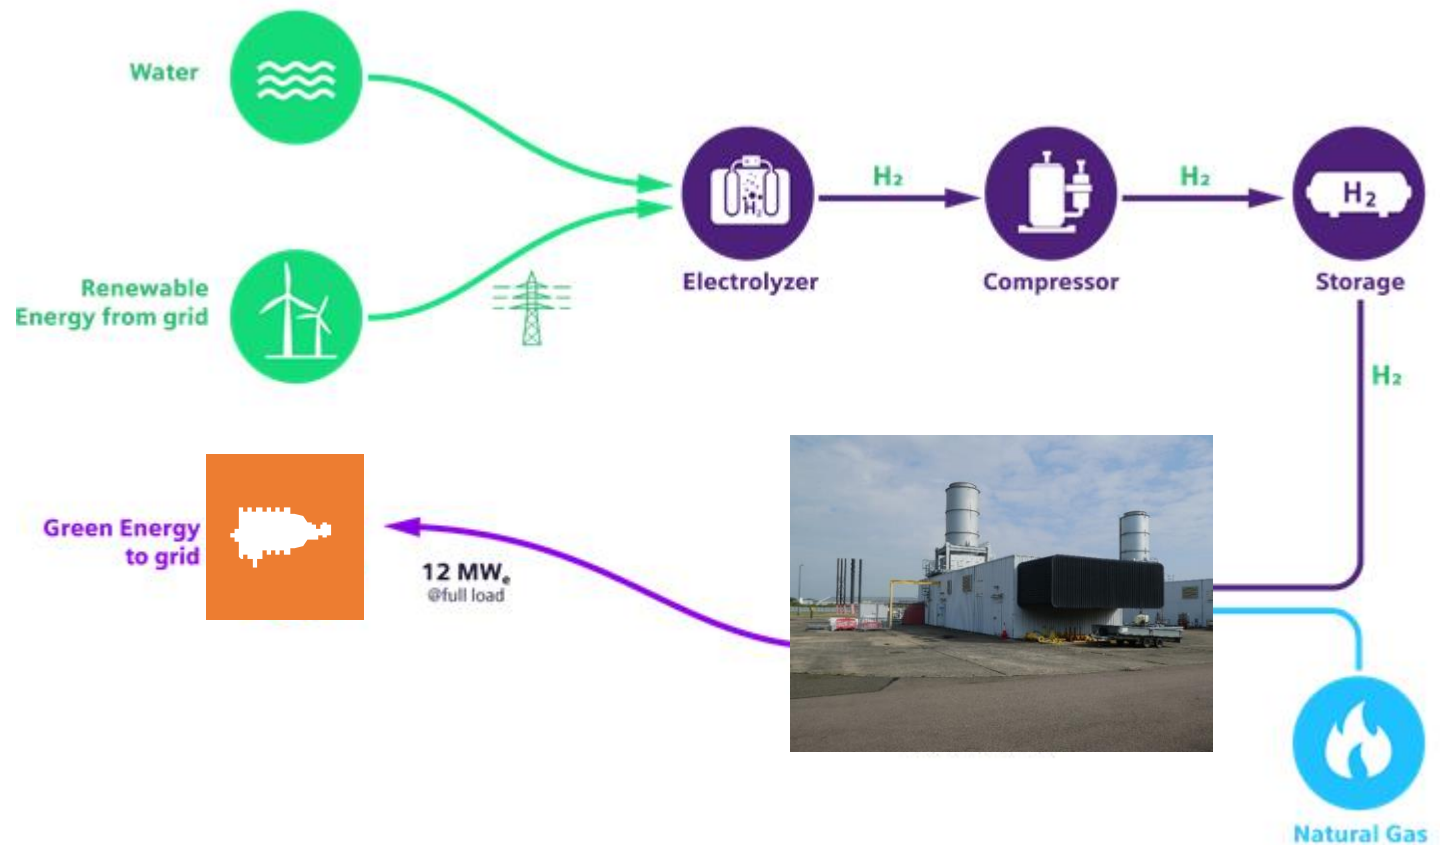 Water
Renewable
Energy from grid
H₂
Electrolyzer
H₂
Compressor
H₂
H₂
Storage
H₂
Green Energy
to grid
12 MWₑ
@full load
Natural Gas